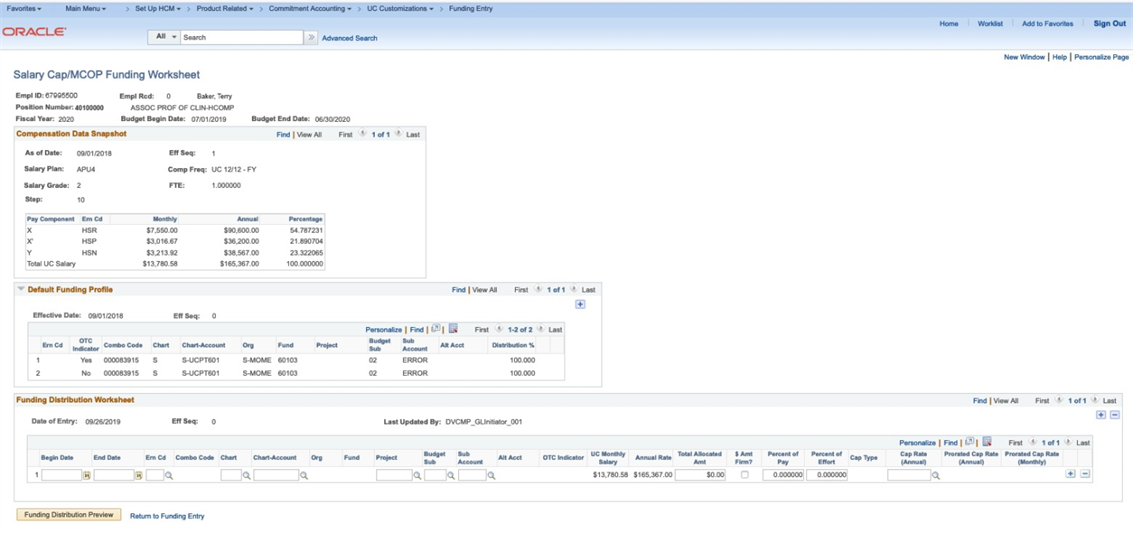 Favorites Main Menu > Set Up HCM > Product Related > Commitment Accounting > UC Customizations > Funding Entry
Home Worklist Add to Favorites Sign Out
ORACLE'
All Search Advanced Search
New Window | Help | Personalize Page
Salary Cap/MCOP Funding Worksheet
Empl ID: 67995500 Empl Rcd: 0 Baker, Terry
Position Number: 40100000 ASSOC PROF OF CLIN-HCOMP
Fiscal Year: 2020 Budget Begin Date: 07/01/2019 Budget End Date: 06/30/2020
Compensation Data Snapshot Find | View All First 1 of 1 Last
As of Date: 09/01/2018 Eff Seq: 1
Salary Plan: APU4 Comp Freq: UC 12/12 - FY
Salary Grade: 2 FTE: 1.000000
Step: 10
Pay Component Ern Cd Monthly Annual Percentage
X HSR $7,550.00 $90,600.00 54.787231
X' HSP $3,016.67 $36,200.00 21.890704
Y HSN $3,213.92 $38,567.00 23.322065
Total UC Salary $13,780.58 $165,367.00 100.000000
Default Funding Profile Find | View All First 1 of 1 Last
Effective Date: 09/01/2018 Eff Seq: 0
Personalize | Find | First 1-2 of 2 Last
Ern Cd OTC Indicator Combo Code Chart Chart-Account Org Fund Project Budget Sub Sub Account Alt Acct Distribution %
1 Yes 000083915 S S-UCPT601 S-MOME 60103 02 ERROR 100.000
2 No 000083915 S S-UCPT601 S-MOME 60103 02 ERROR 100.000
Funding Distribution Worksheet Find | View All First 1 of 1 Last
Date of Entry: 09/26/2019 Eff Seq: 0 Last Updated By: DVCMP_GLInitiator_001
Personalize | Find | First 1 of 1 Last
Begin Date End Date Ern Cd Combo Code Chart Chart-Account Org Fund Project Budget Sub Sub Account Alt Acct OTC Indicator UC Monthly Salary Annual Rate Total Allocated Amt $ Amt Firm? Percent of Pay Percent of Effort Cap Type Cap Rate (Annual) Prorated Cap Rate (Annual) Prorated Cap Rate (Monthly)
1 $13,780.58 $165,367.00 $0.00 0.000000 0.000000
Funding Distribution Preview Return to Funding Entry